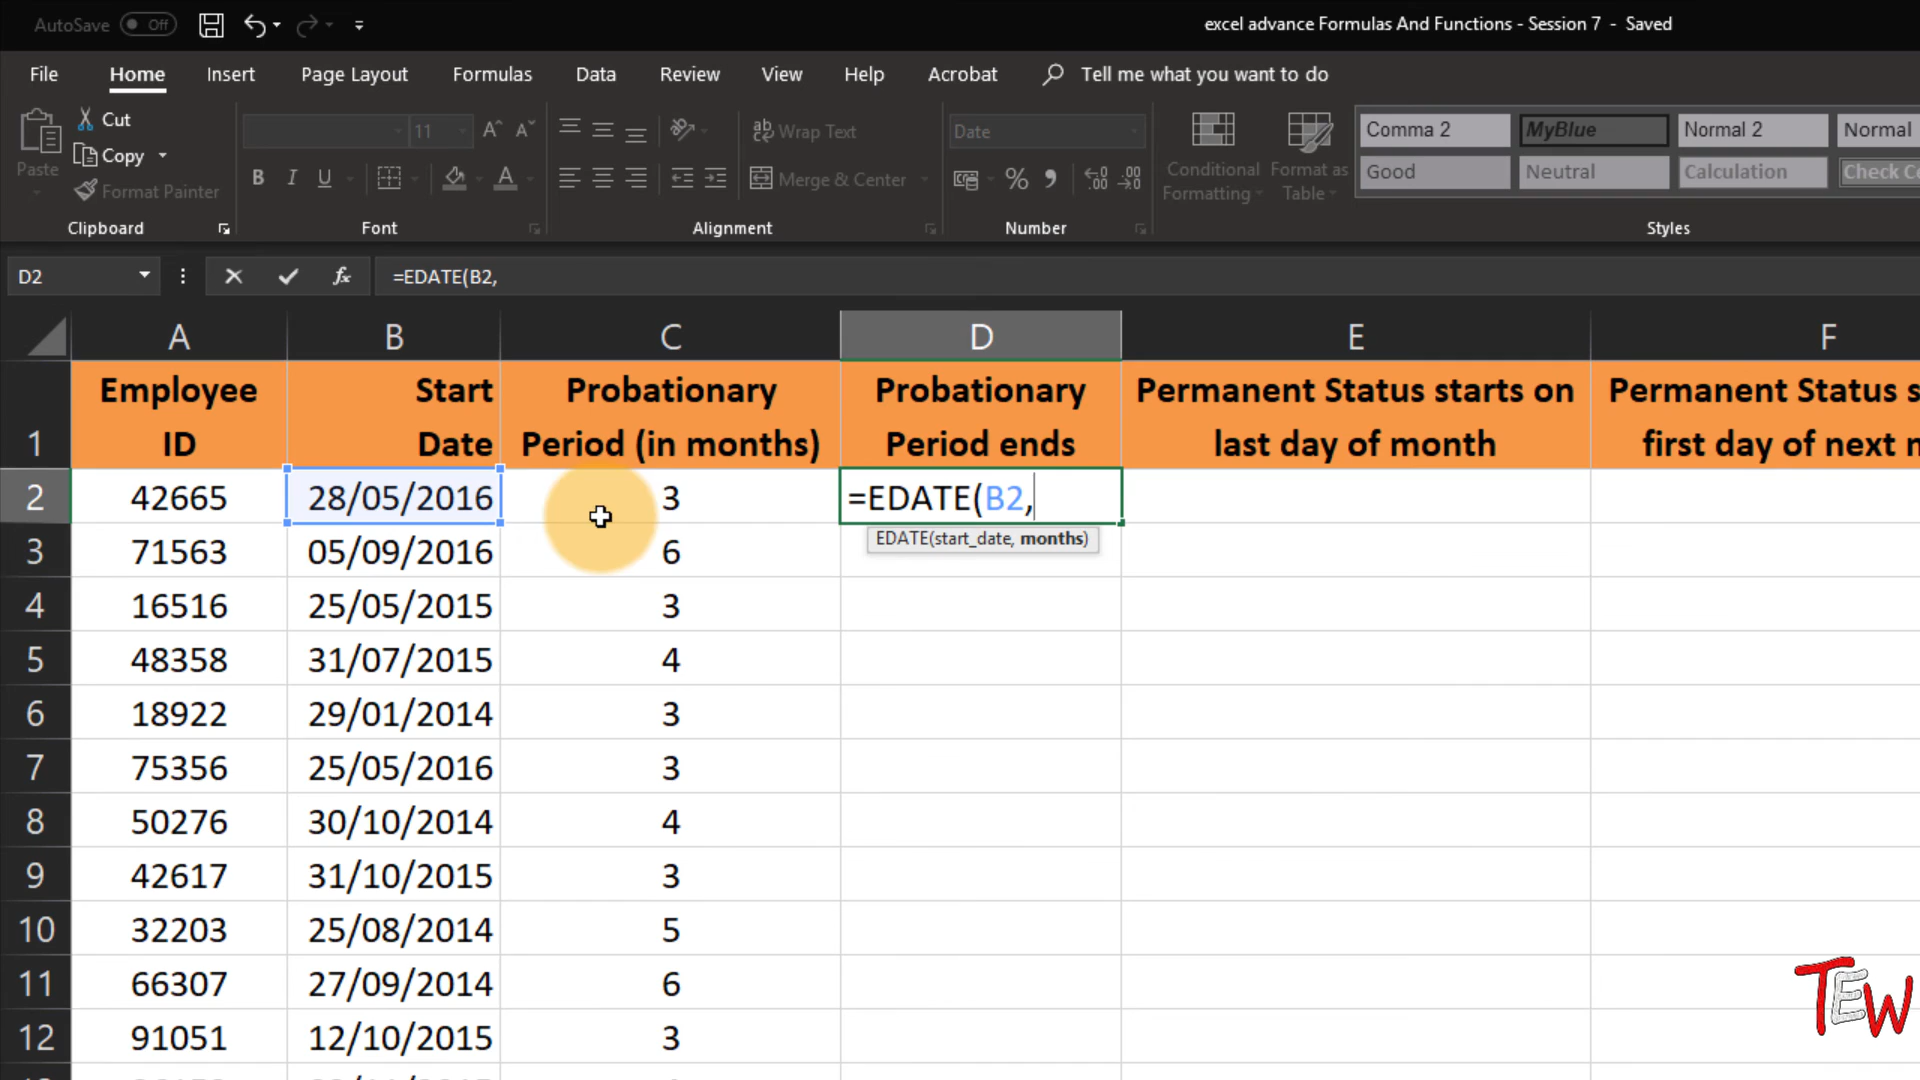 AutoSave Off
excel advance Formulas And Functions - Session 7 - Saved
File Home Insert Page Layout Formulas Data Review View Help Acrobat Tell me what you want to do
Paste
Cut
Copy
Format Painter
Clipboard
11
B I U
Font
Wrap Text
Merge & Center
Alignment
Date
%
Number
Conditional
Formatting
Format as
Table
Comma 2 MyBlue Normal 2 Normal
Good Neutral Calculation
Styles
D2 fx =EDATE(B2,
A B C D E F
1 Employee ID Start Date Probationary Period (in months) Probationary Period ends Permanent Status starts on last day of month Permanent Status first day of next
2 42665 28/05/2016 3 =EDATE(B2,
EDATE(start_date, months)
3 71563 05/09/2016 6
4 16516 25/05/2015 3
5 48358 31/07/2015 4
6 18922 29/01/2014 3
7 75356 25/05/2016 3
8 50276 30/10/2014 4
9 42617 31/10/2015 3
10 32203 25/08/2014 5
11 66307 27/09/2014 6
12 91051 12/10/2015 3
TEW